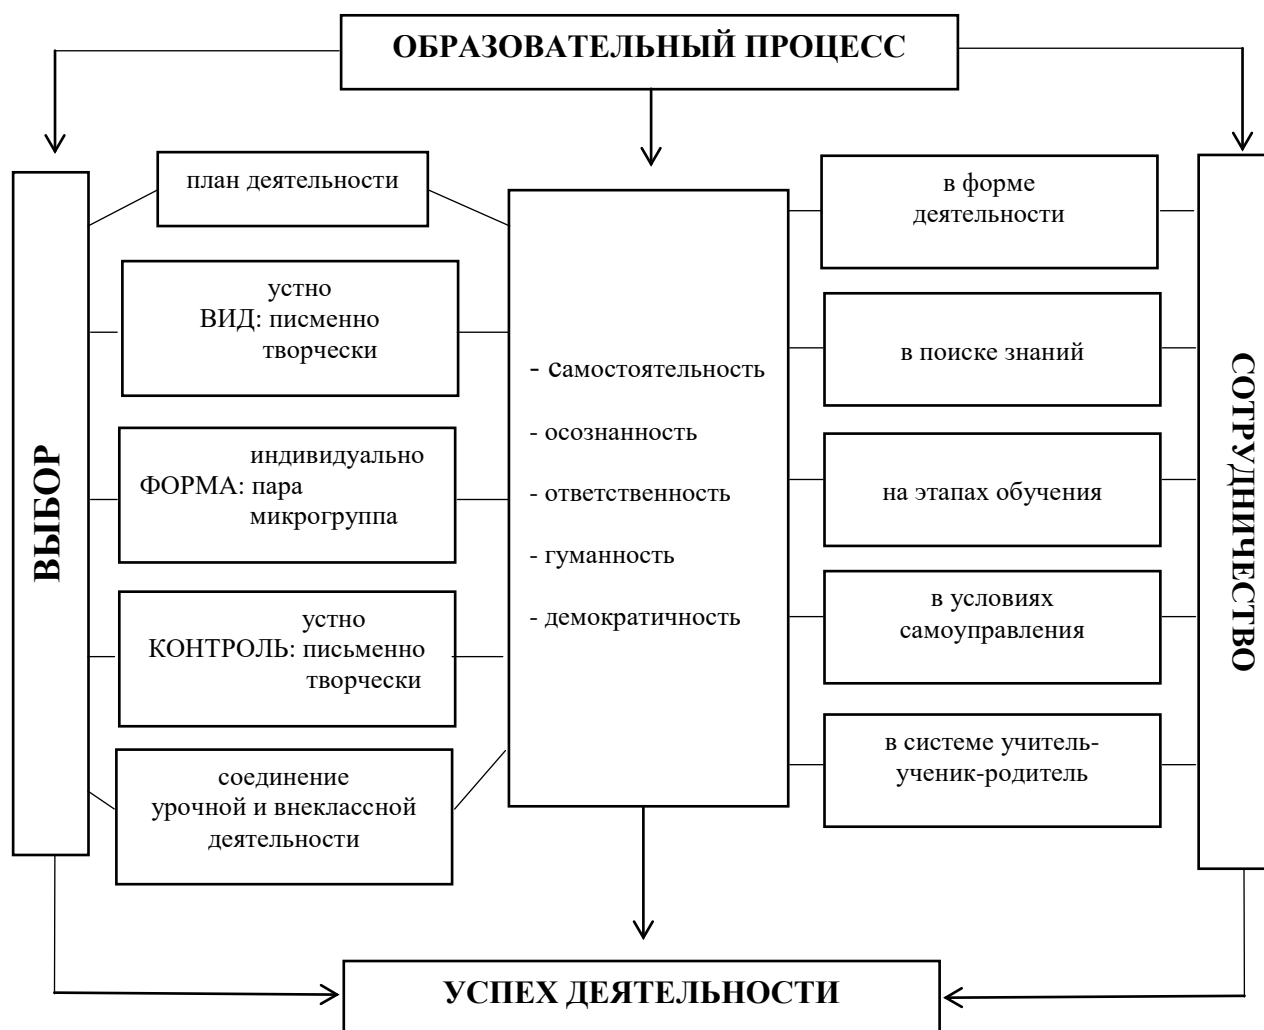 ОБРАЗОВАТЕЛЬНЫЙ ПРОЦЕСС
ВЫБОР
план деятельности
устно
ВИД: писменно
творчески
индивидуально
ФОРМА: пара
микрогруппа
устно
КОНТРОЛЬ: письменно
творчески
соединение
урочной и внеклассной
деятельности
- самостоятельность
- осознанность
- ответственность
- гуманность
- демократичность
в форме
деятельности
в поиске знаний
на этапах обучения
в условиях
самоуправления
в системе учитель-
ученик-родитель
СОТРУДНИЧЕСТВО
УСПЕХ ДЕЯТЕЛЬНОСТИ